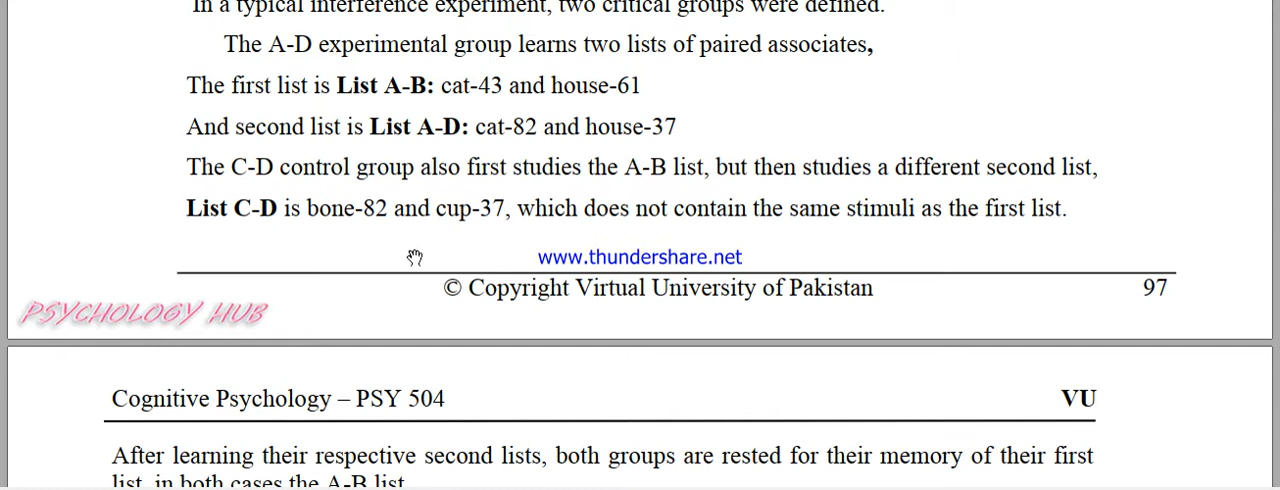 In a typical interference experiment, two critical groups were defined.
The A-D experimental group learns two lists of paired associates,
The first list is List A-B: cat-43 and house-61
And second list is List A-D: cat-82 and house-37
The C-D control group also first studies the A-B list, but then studies a different second list,
List C-D is bone-82 and cup-37, which does not contain the same stimuli as the first list.
www.thundershare.net
© Copyright Virtual University of Pakistan 97
PSYCHOLOGY HUB
Cognitive Psychology – PSY 504 VU
After learning their respective second lists, both groups are rested for their memory of their first
list, in both cases the A-B list